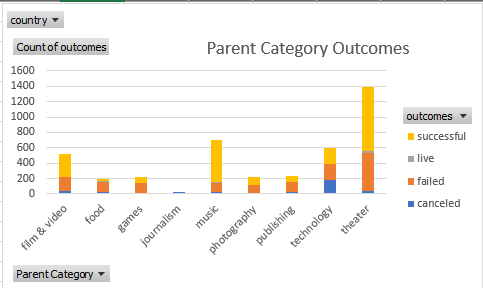 country
Count of outcomes
Parent Category Outcomes
1600
1400
1200
1000
800
600
400
200
0
film & video
food
games
journalism
music
photography
publishing
technology
theater
outcomes
successful
live
failed
canceled
Parent Category